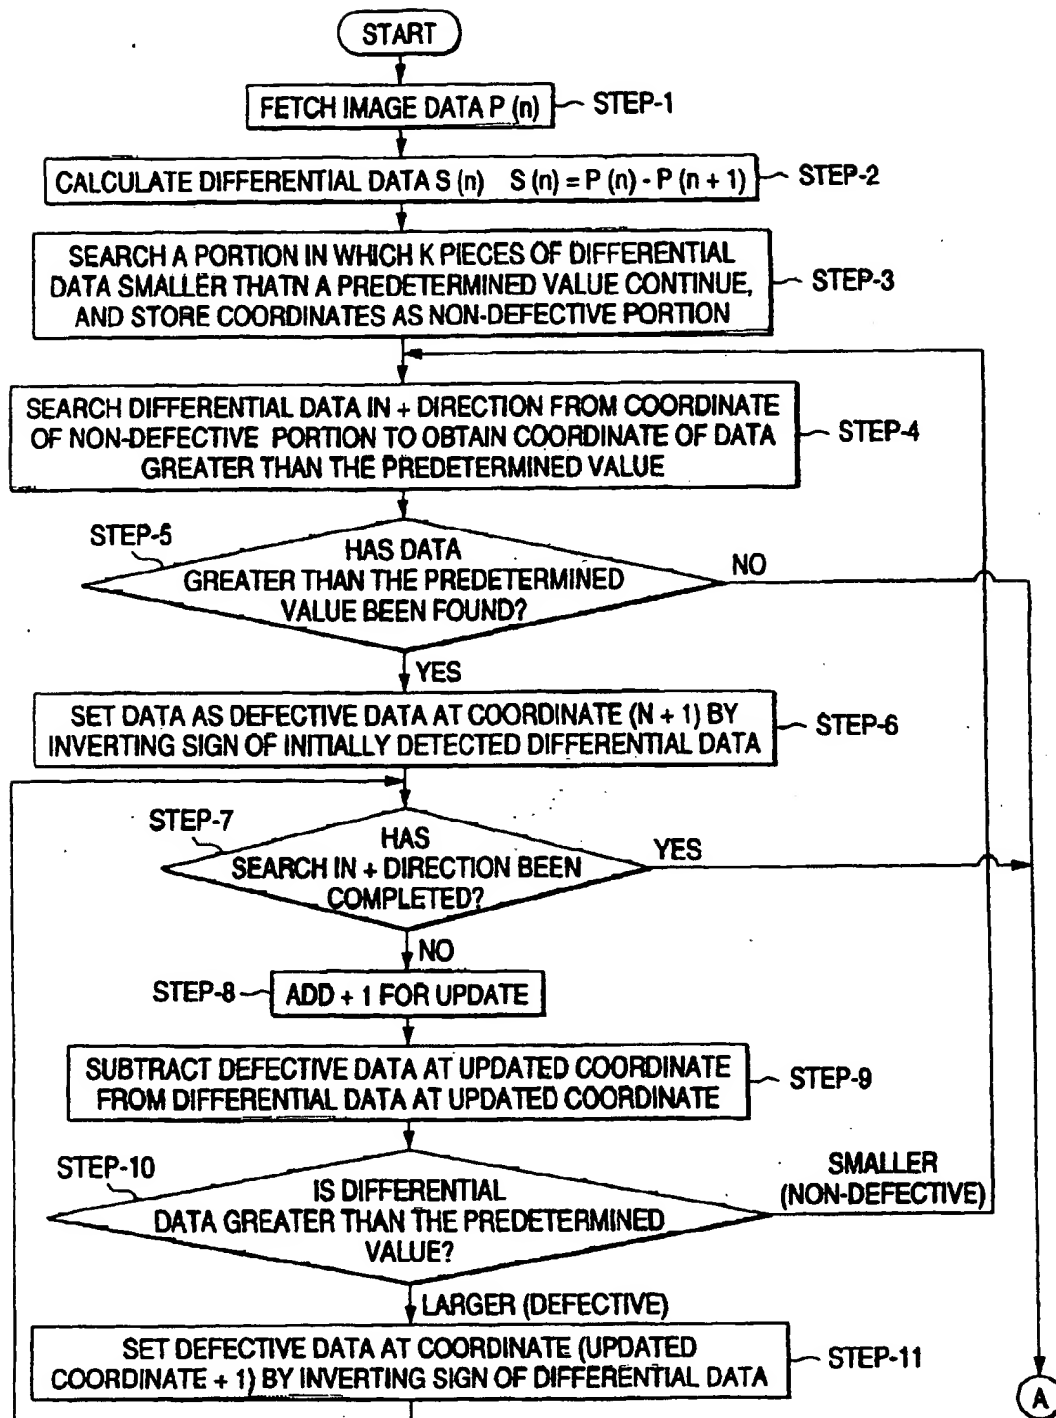 START
FETCH IMAGE DATA P (n)
STEP-1
CALCULATE DIFFERENTIAL DATA S (n) S (n) = P (n) - P (n + 1)
STEP-2
SEARCH A PORTION IN WHICH K PIECES OF DIFFERENTIAL
DATA SMALLER THATN A PREDETERMINED VALUE CONTINUE,
AND STORE COORDINATES AS NON-DEFECTIVE PORTION
STEP-3
SEARCH DIFFERENTIAL DATA IN + DIRECTION FROM COORDINATE
OF NON-DEFECTIVE PORTION TO OBTAIN COORDINATE OF DATA
GREATER THAN THE PREDETERMINED VALUE
STEP-4
STEP-5
HAS DATA
GREATER THAN THE PREDETERMINED
VALUE BEEN FOUND?
NO
YES
SET DATA AS DEFECTIVE DATA AT COORDINATE (N + 1) BY
INVERTING SIGN OF INITIALLY DETECTED DIFFERENTIAL DATA
STEP-6
STEP-7
HAS
SEARCH IN + DIRECTION BEEN
COMPLETED?
YES
NO
STEP-8
ADD + 1 FOR UPDATE
SUBTRACT DEFECTIVE DATA AT UPDATED COORDINATE
FROM DIFFERENTIAL DATA AT UPDATED COORDINATE
STEP-9
STEP-10
IS DIFFERENTIAL
DATA GREATER THAN THE PREDETERMINED
VALUE?
SMALLER
(NON-DEFECTIVE)
LARGER (DEFECTIVE)
SET DEFECTIVE DATA AT COORDINATE (UPDATED
COORDINATE + 1) BY INVERTING SIGN OF DIFFERENTIAL DATA
STEP-11
A